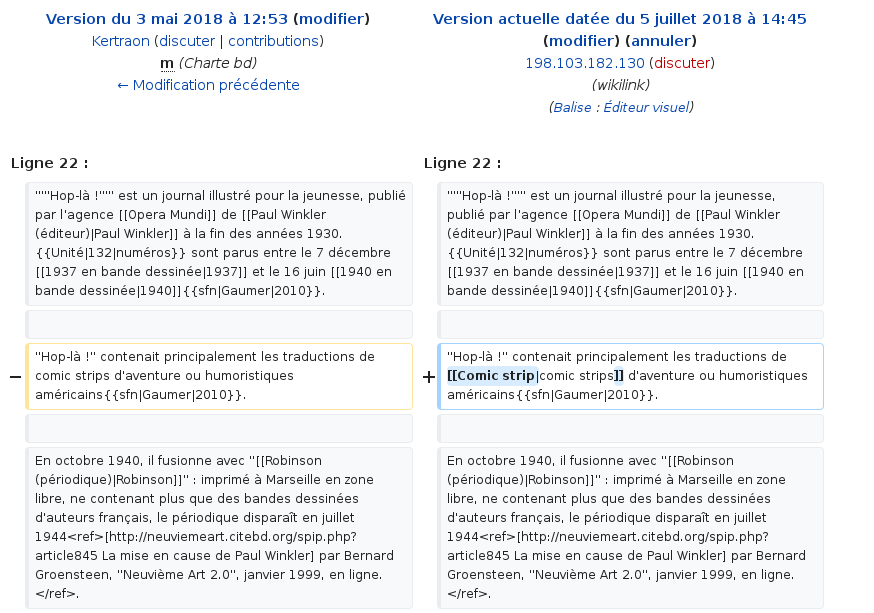 Version du 3 mai 2018 à 12:53 (modifier)
Kertraon (discuter | contributions)
m (Charte bd)
← Modification précédente
Version actuelle datée du 5 juillet 2018 à 14:45
(modifier) (annuler)
198.103.182.130 (discuter)
(wikilink)
(Balise : Éditeur visuel)
Ligne 22 :
Ligne 22 :
'''''Hop-là !''''' est un journal illustré pour la jeunesse, publié
par l'agence [[Opera Mundi]] de [[Paul Winkler
(éditeur)|Paul Winkler]] à la fin des années 1930.
{{Unité|132|numéros}} sont parus entre le 7 décembre
[[1937 en bande dessinée|1937]] et le 16 juin [[1940 en
bande dessinée|1940]]{{sfn|Gaumer|2010}}.
'''''Hop-là !''''' est un journal illustré pour la jeunesse,
publié par l'agence [[Opera Mundi]] de [[Paul Winkler
(éditeur)|Paul Winkler]] à la fin des années 1930.
{{Unité|132|numéros}} sont parus entre le 7 décembre
[[1937 en bande dessinée|1937]] et le 16 juin [[1940 en
bande dessinée|1940]]{{sfn|Gaumer|2010}}.
− ''Hop-là !'' contenait principalement les traductions de
comic strips d'aventure ou humoristiques
américains{{sfn|Gaumer|2010}}.
+ ''Hop-là !'' contenait principalement les traductions de
[[Comic strip|comic strips]] d'aventure ou humoristiques
américains{{sfn|Gaumer|2010}}.
En octobre 1940, il fusionne avec ''[[Robinson
(périodique)|Robinson]]'' : imprimé à Marseille en zone
libre, ne contenant plus que des bandes dessinées
d'auteurs français, le périodique disparaît en juillet
1944<ref>[http://neuviemeart.citebd.org/spip.php?
article845 La mise en cause de Paul Winkler] par Bernard
Groensteen, ''Neuvième Art 2.0'', janvier 1999, en ligne.
</ref>.
En octobre 1940, il fusionne avec ''[[Robinson
(périodique)|Robinson]]'' : imprimé à Marseille en zone
libre, ne contenant plus que des bandes dessinées
d'auteurs français, le périodique disparaît en juillet
1944<ref>[http://neuviemeart.citebd.org/spip.php?
article845 La mise en cause de Paul Winkler] par Bernard
Groensteen, ''Neuvième Art 2.0'', janvier 1999, en ligne.
</ref>.